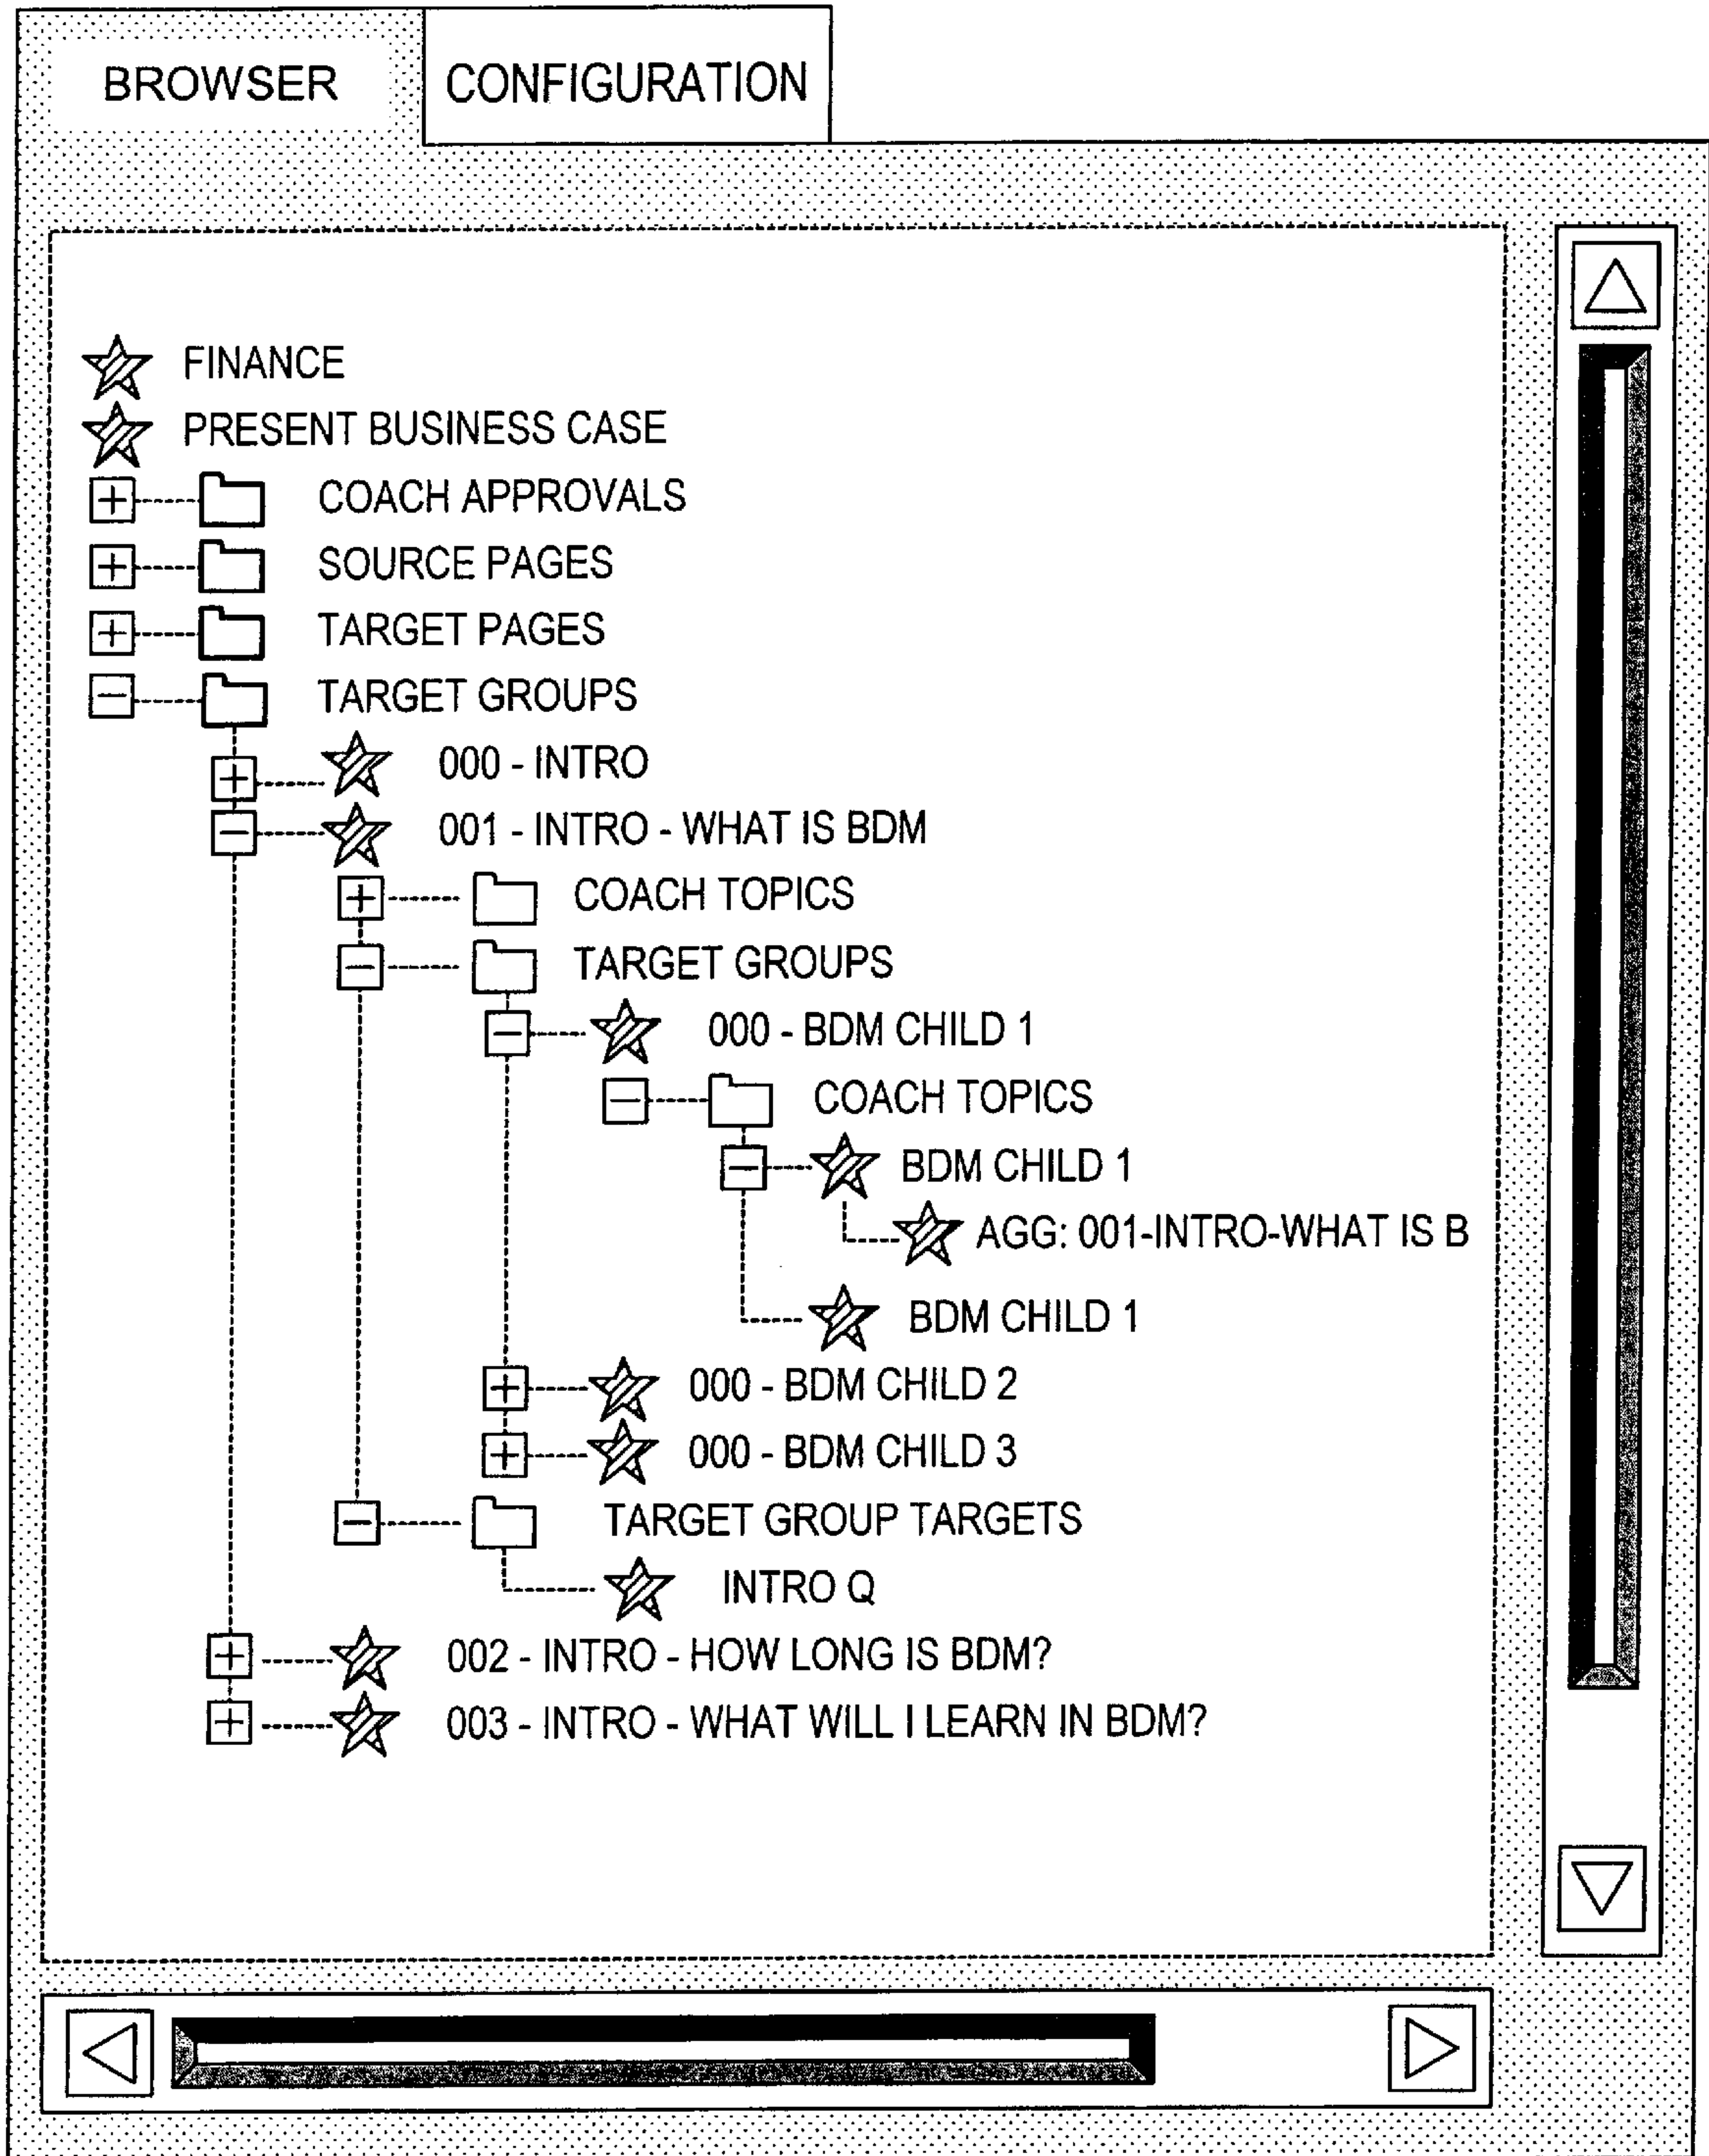 BROWSER
CONFIGURATION
FINANCE
PRESENT BUSINESS CASE
COACH APPROVALS
SOURCE PAGES
TARGET PAGES
TARGET GROUPS
000 - INTRO
001 - INTRO - WHAT IS BDM
COACH TOPICS
TARGET GROUPS
000 - BDM CHILD 1
COACH TOPICS
BDM CHILD 1
AGG: 001-INTRO-WHAT IS B
BDM CHILD 1
000 - BDM CHILD 2
000 - BDM CHILD 3
TARGET GROUP TARGETS
INTRO Q
002 - INTRO - HOW LONG IS BDM?
003 - INTRO - WHAT WILL I LEARN IN BDM?